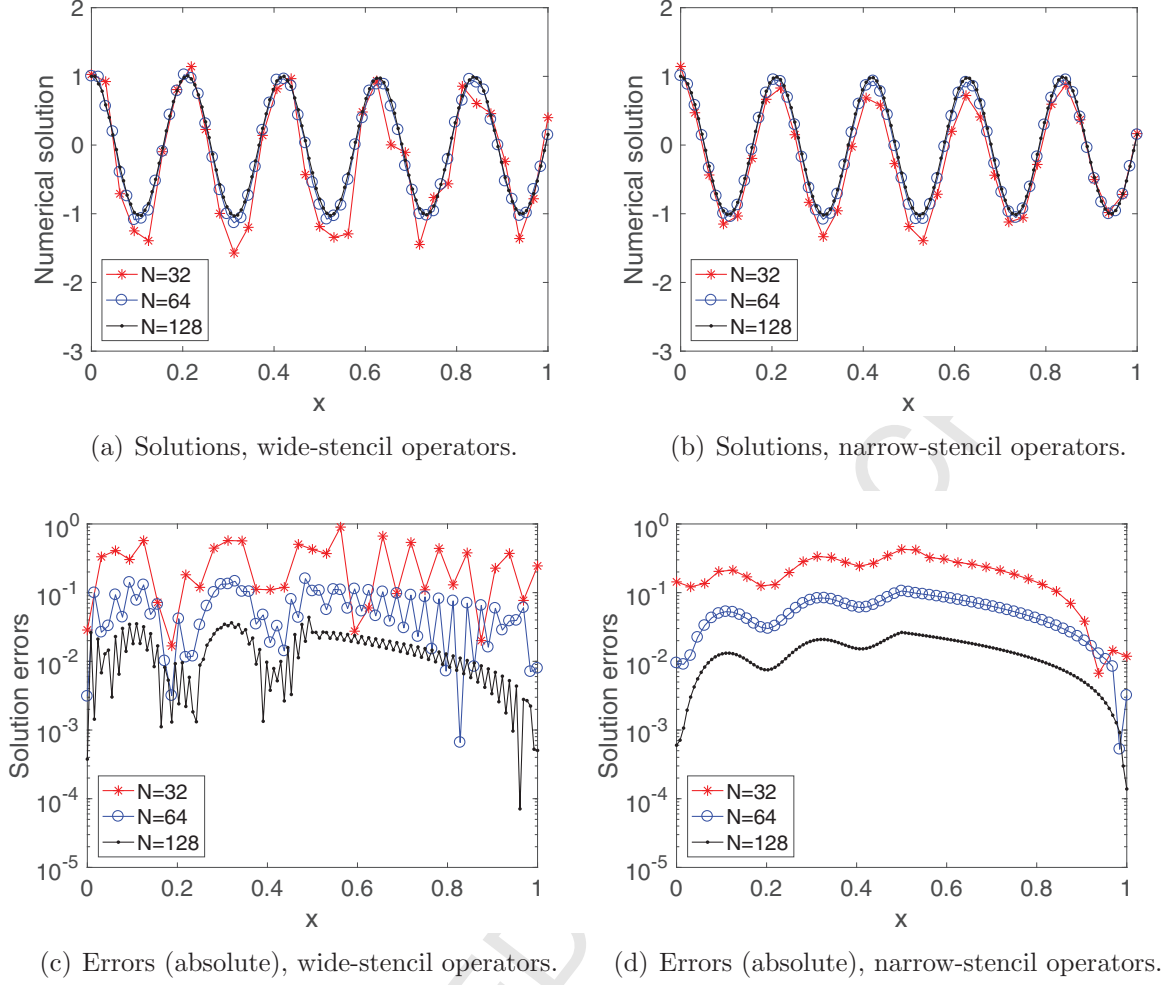 2
1
0
-1
-2
-3
Numerical solution
N=32
N=64
N=128
0 0.2 0.4 0.6 0.8 1
x
(a) Solutions, wide-stencil operators.
2
1
0
-1
-2
-3
Numerical solution
N=32
N=64
N=128
0 0.2 0.4 0.6 0.8 1
x
(b) Solutions, narrow-stencil operators.
10^0
10^-1
10^-2
10^-3
10^-4
10^-5
Solution errors
N=32
N=64
N=128
0 0.2 0.4 0.6 0.8 1
x
(c) Errors (absolute), wide-stencil operators.
10^0
10^-1
10^-2
10^-3
10^-4
10^-5
Solution errors
N=32
N=64
N=128
0 0.2 0.4 0.6 0.8 1
x
(d) Errors (absolute), narrow-stencil operators.